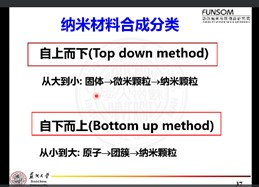 FUNSOM
纳米材料合成分类
自上而下(Top down method)
从大到小: 固体→微米颗粒→纳米颗粒
自下而上(Bottom up method)
从小到大: 原子→团簇→纳米颗粒
苏州大学
37